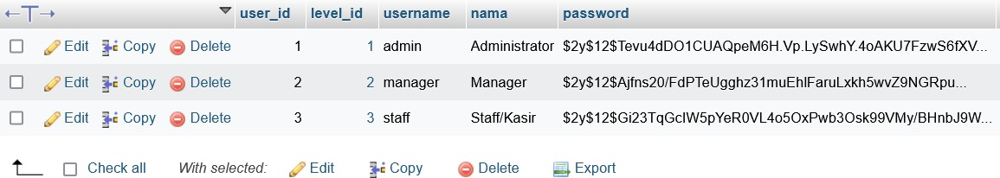 ←T→ user_id level_id username nama password
Edit Copy Delete 1 1 admin Administrator $2y$12$Tevu4dDO1CUAQpeM6H.Vp.LySwhY.4oAKU7FzwS6fXV...
Edit Copy Delete 2 2 manager Manager $2y$12$Ajfns20/FdPTeUgghz31muEhlFaruLxkh5wvZ9NGRpu...
Edit Copy Delete 3 3 staff Staff/Kasir $2y$12$Gi23TqGclW5pYeR0VL4o5OxPwb3Osk99VMy/BHnbJ9W...
Check all With selected: Edit Copy Delete Export